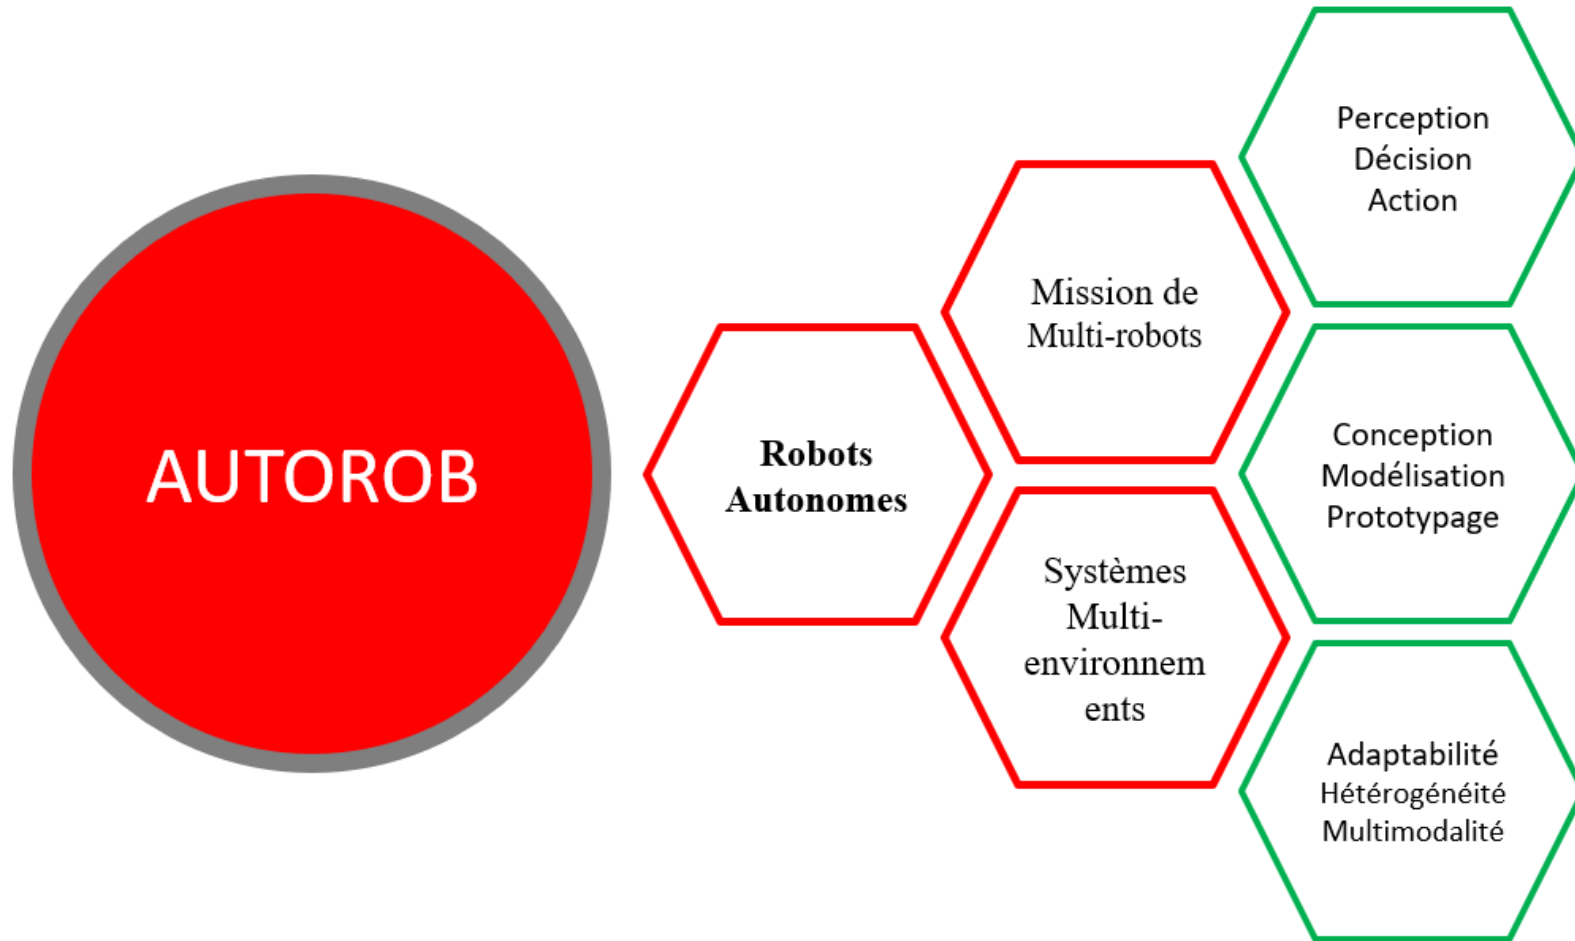 AUTOROB
Robots
Autonomes
Mission de
Multi-robots
Systèmes
Multi-
environnem
ents
Perception
Décision
Action
Conception
Modélisation
Prototypage
Adaptabilité
Hétérogénéité
Multimodalité